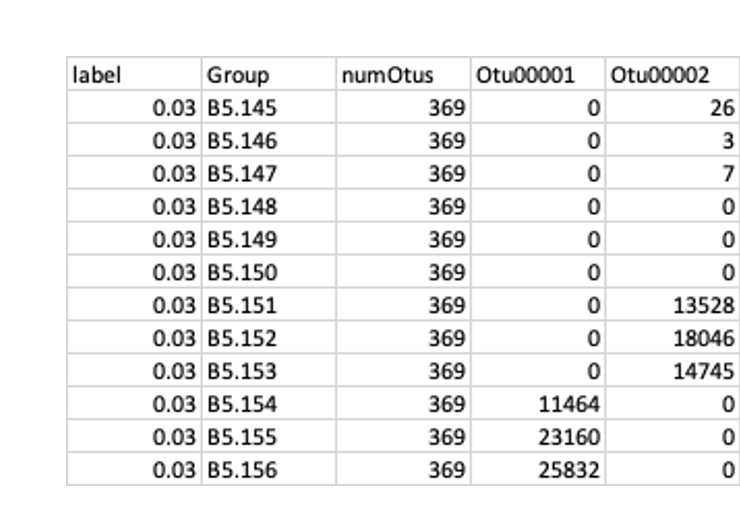 label Group numOtus Otu00001 Otu00002
0.03 B5.145 369 0 26
0.03 B5.146 369 0 3
0.03 B5.147 369 0 7
0.03 B5.148 369 0 0
0.03 B5.149 369 0 0
0.03 B5.150 369 0 0
0.03 B5.151 369 0 13528
0.03 B5.152 369 0 18046
0.03 B5.153 369 0 14745
0.03 B5.154 369 11464 0
0.03 B5.155 369 23160 0
0.03 B5.156 369 25832 0